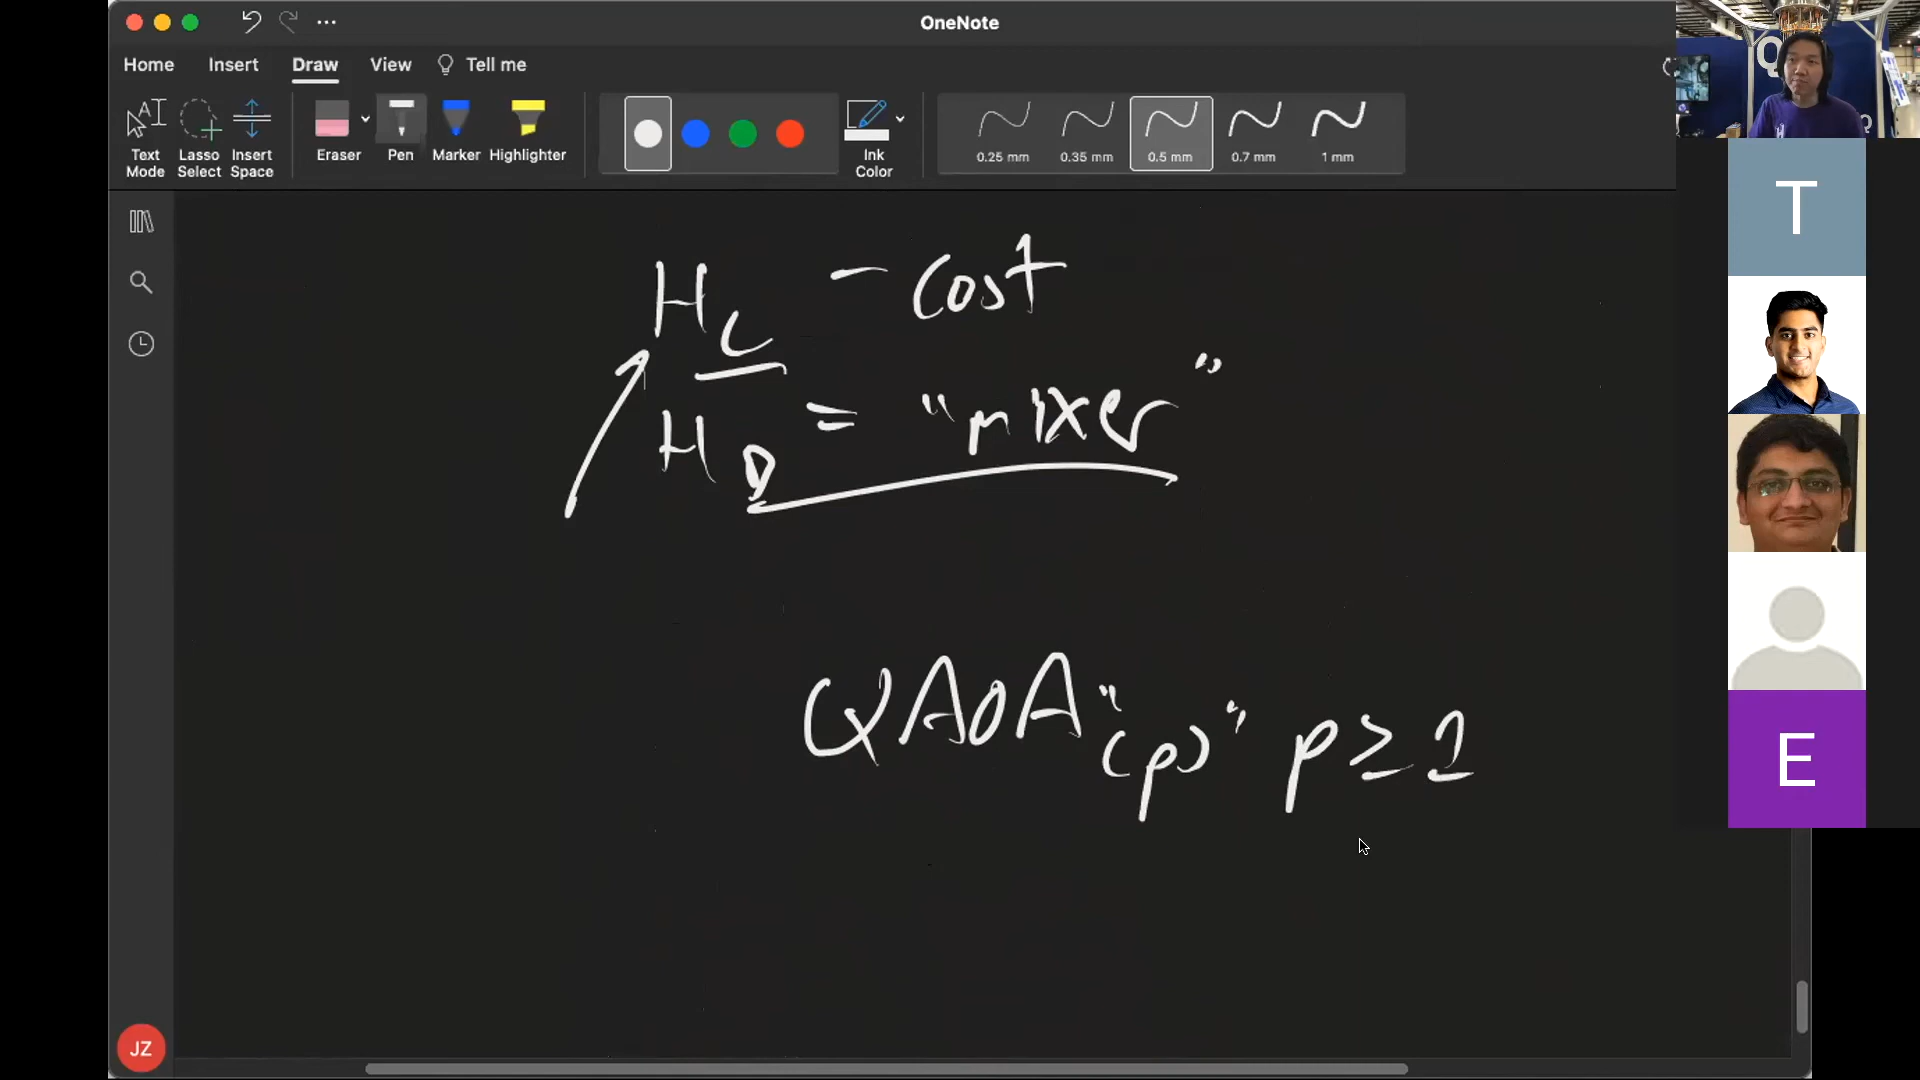 OneNote
Home Insert Draw View Tell me
Text Mode
Lasso Select
Insert Space
Eraser
Pen
Marker
Highlighter
Ink Color
0.25 mm
0.35 mm
0.5 mm
0.7 mm
1 mm
H_C - Cost
H_D = "mixer"
QAOA "(p)" p ≥ 1
JZ
Q
T
E